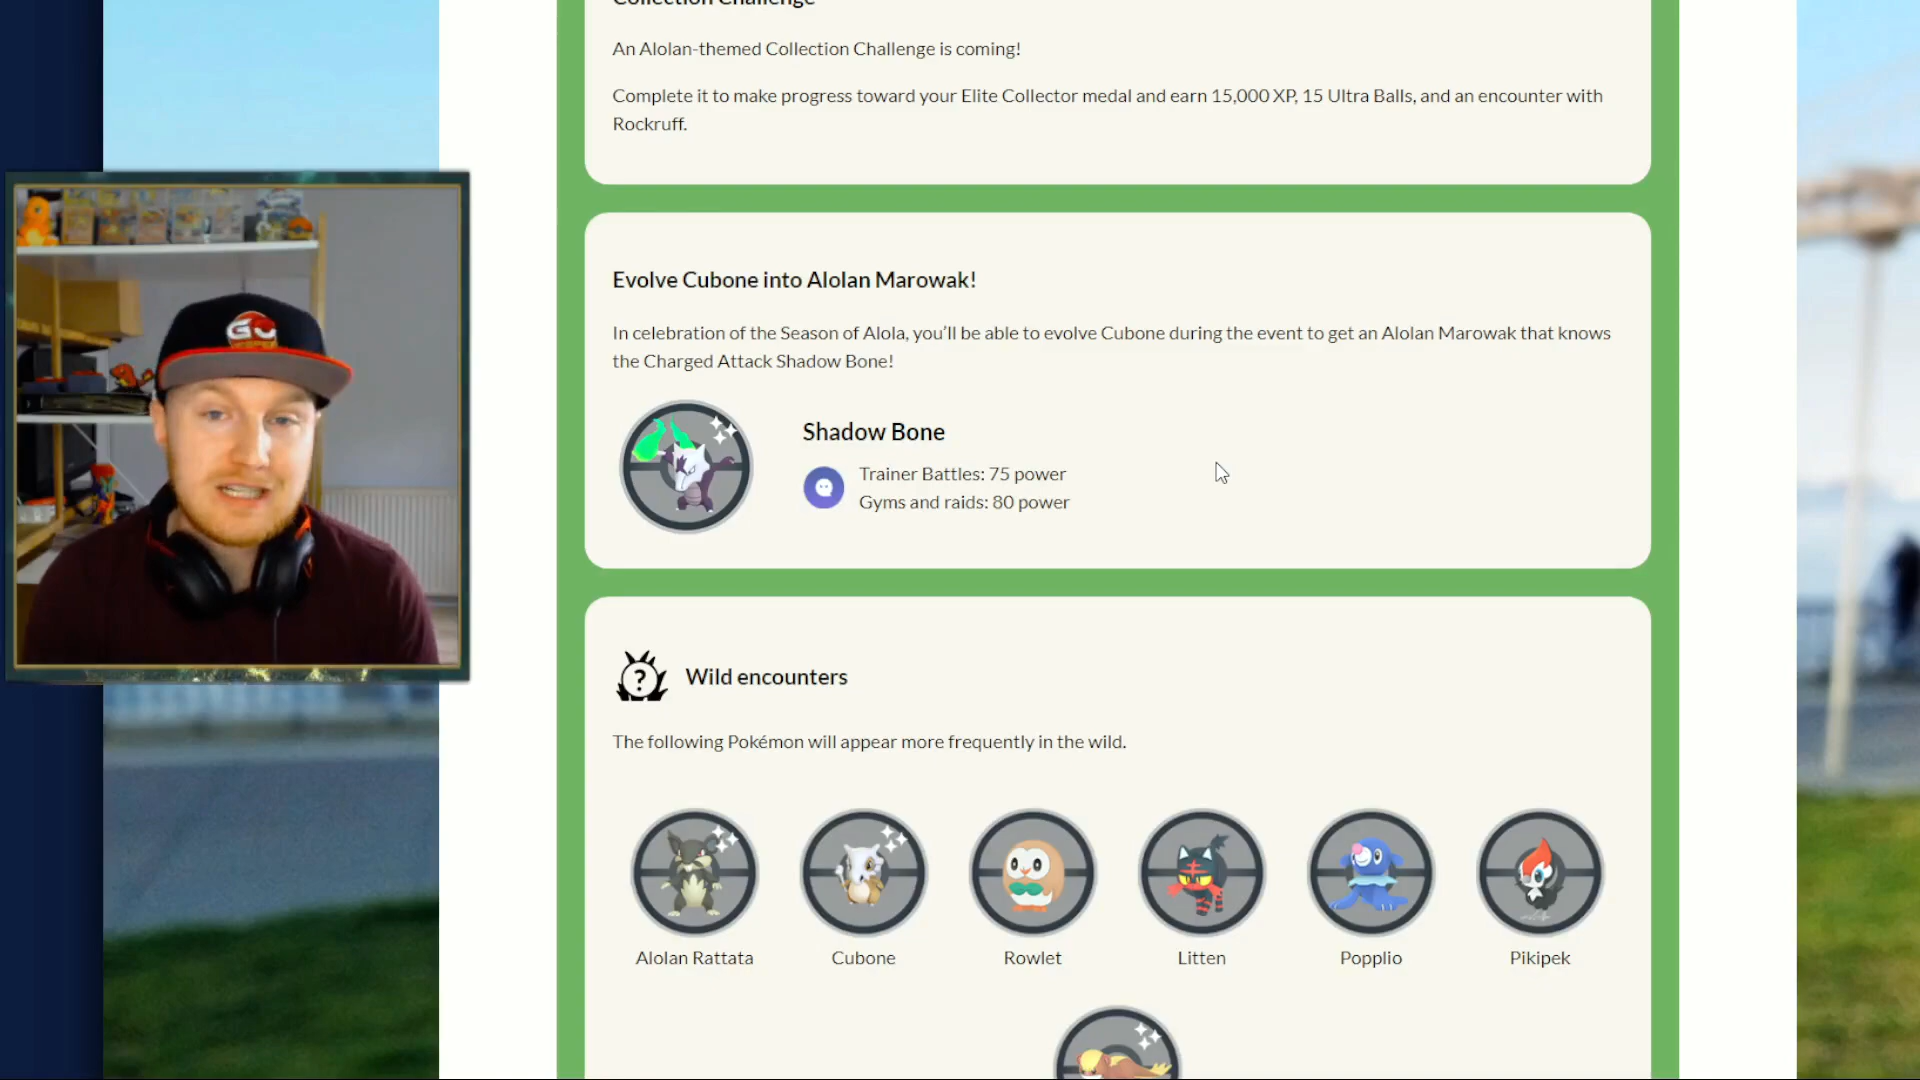 Collection Challenge
An Alolan-themed Collection Challenge is coming!
Complete it to make progress toward your Elite Collector medal and earn 15,000 XP, 15 Ultra Balls, and an encounter with
Rockruff.
Evolve Cubone into Alolan Marowak!
In celebration of the Season of Alola, you’ll be able to evolve Cubone during the event to get an Alolan Marowak that knows
the Charged Attack Shadow Bone!
Shadow Bone
Trainer Battles: 75 power
Gyms and raids: 80 power
?
Wild encounters
The following Pokémon will appear more frequently in the wild.
Alolan Rattata
Cubone
Rowlet
Litten
Popplio
Pikipek
GO